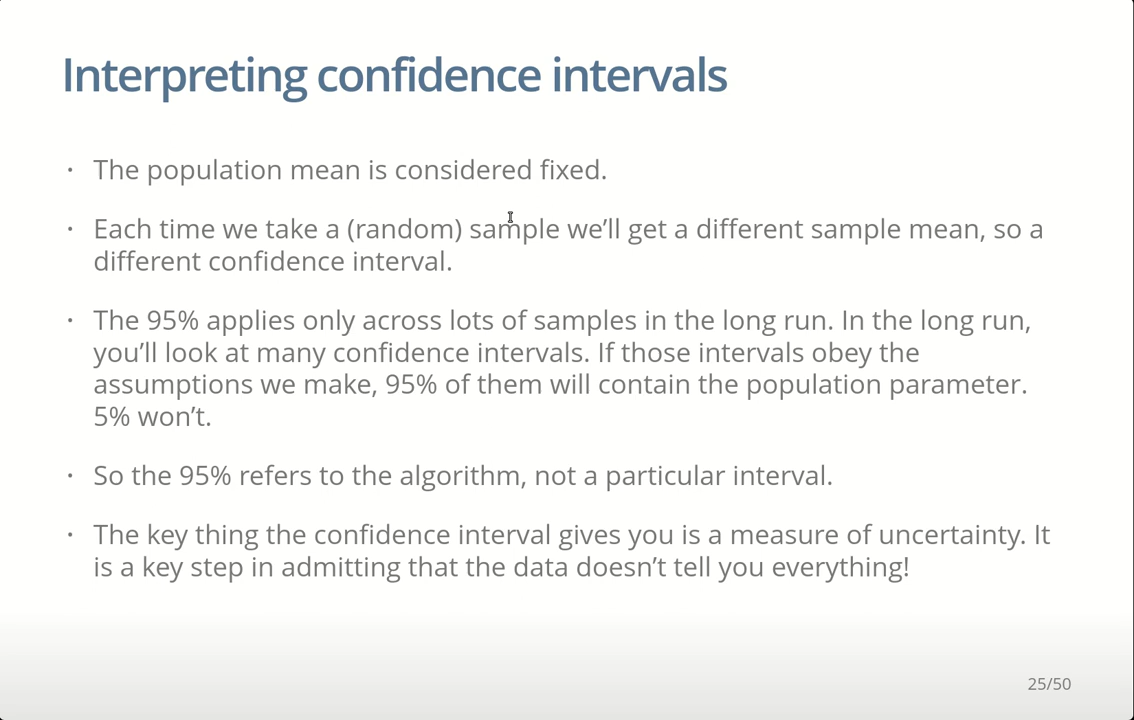 Interpreting confidence intervals
· The population mean is considered fixed.
· Each time we take a (random) sample we’ll get a different sample mean, so a
different confidence interval.
· The 95% applies only across lots of samples in the long run. In the long run,
you’ll look at many confidence intervals. If those intervals obey the
assumptions we make, 95% of them will contain the population parameter.
5% won’t.
· So the 95% refers to the algorithm, not a particular interval.
· The key thing the confidence interval gives you is a measure of uncertainty. It
is a key step in admitting that the data doesn’t tell you everything!
25/50